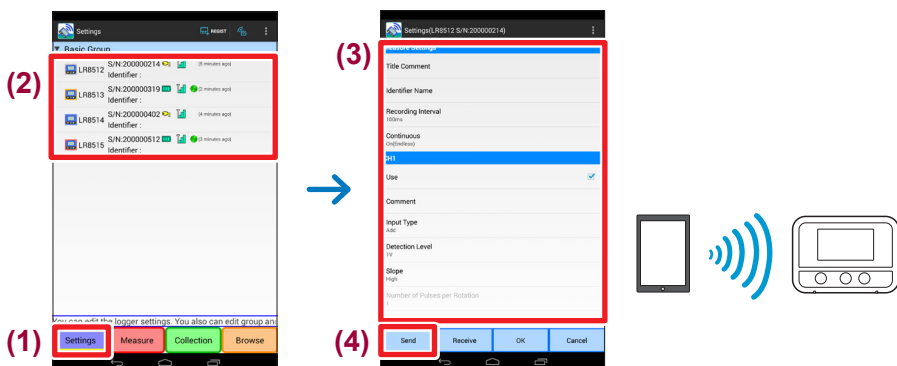 (2)
Settings
REGIST
Basic Group
LR8512 S/N:200000214 (5 minutes ago)
Identifier :
LR8513 S/N:200000319 (2 minutes ago)
Identifier :
LR8514 S/N:200000402 (4 minutes ago)
Identifier :
LR8515 S/N:200000512 (2 minutes ago)
Identifier :
You can edit the logger settings. You also can edit group and
(1)
Settings Measure Collection Browse
(3)
Settings(LR8512 S/N:200000214)
Measure Settings
Title Comment
Identifier Name
Recording Interval
100ms
Continuous
On(Endless)
CH1
Use
Comment
Input Type
Add
Detection Level
1V
Slope
High
Number of Pulses per Rotation
1
(4)
Send Receive OK Cancel